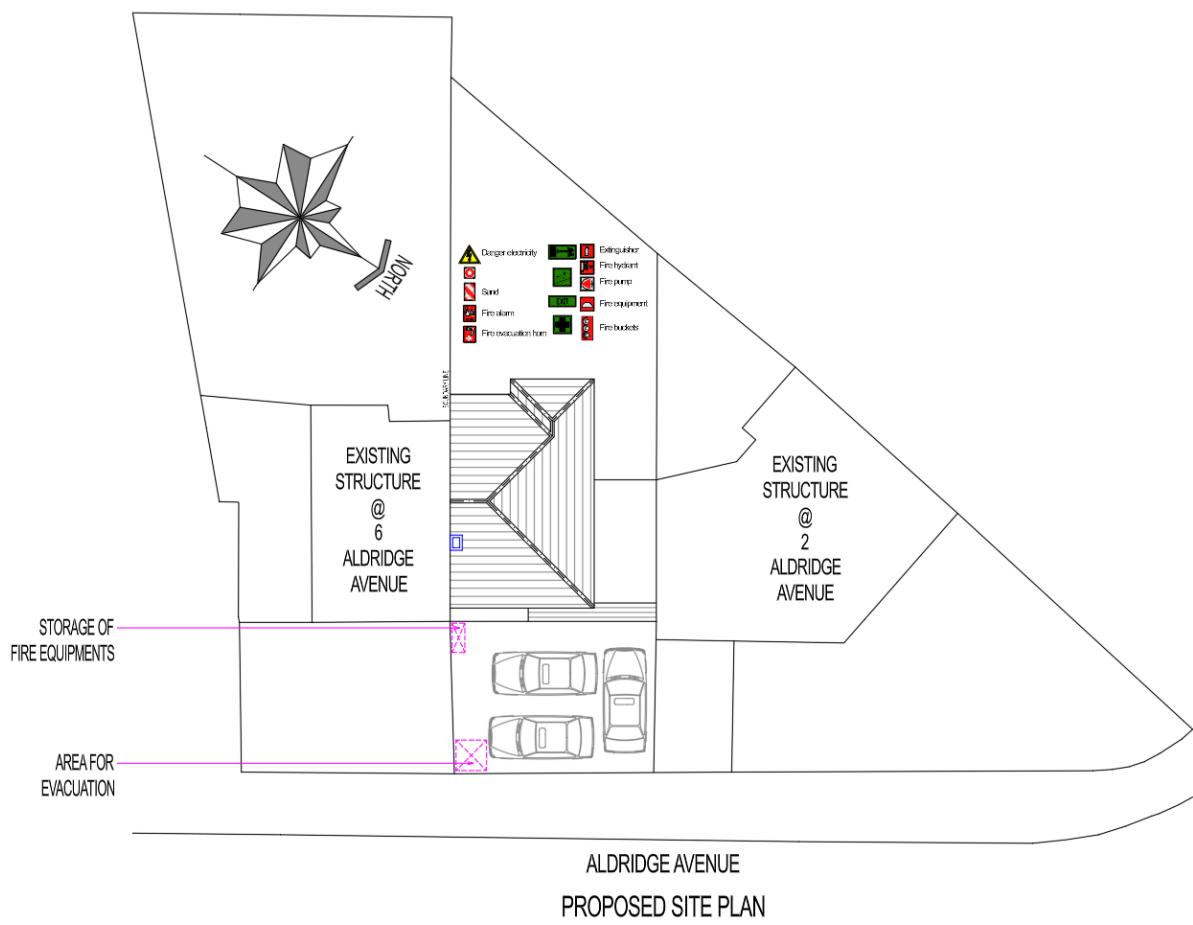 NORTH
Danger electricity
Sand
Fire alarm
Fire evacuation horn
EXIT
Extinguisher
Fire hydrant
Fire pump
Fire equipment
Fire buckets
BOUNDARY LINE
EXISTING
STRUCTURE
@
6
ALDRIDGE
AVENUE
EXISTING
STRUCTURE
@
2
ALDRIDGE
AVENUE
STORAGE OF
FIRE EQUIPMENTS
AREA FOR
EVACUATION
ALDRIDGE AVENUE
PROPOSED SITE PLAN